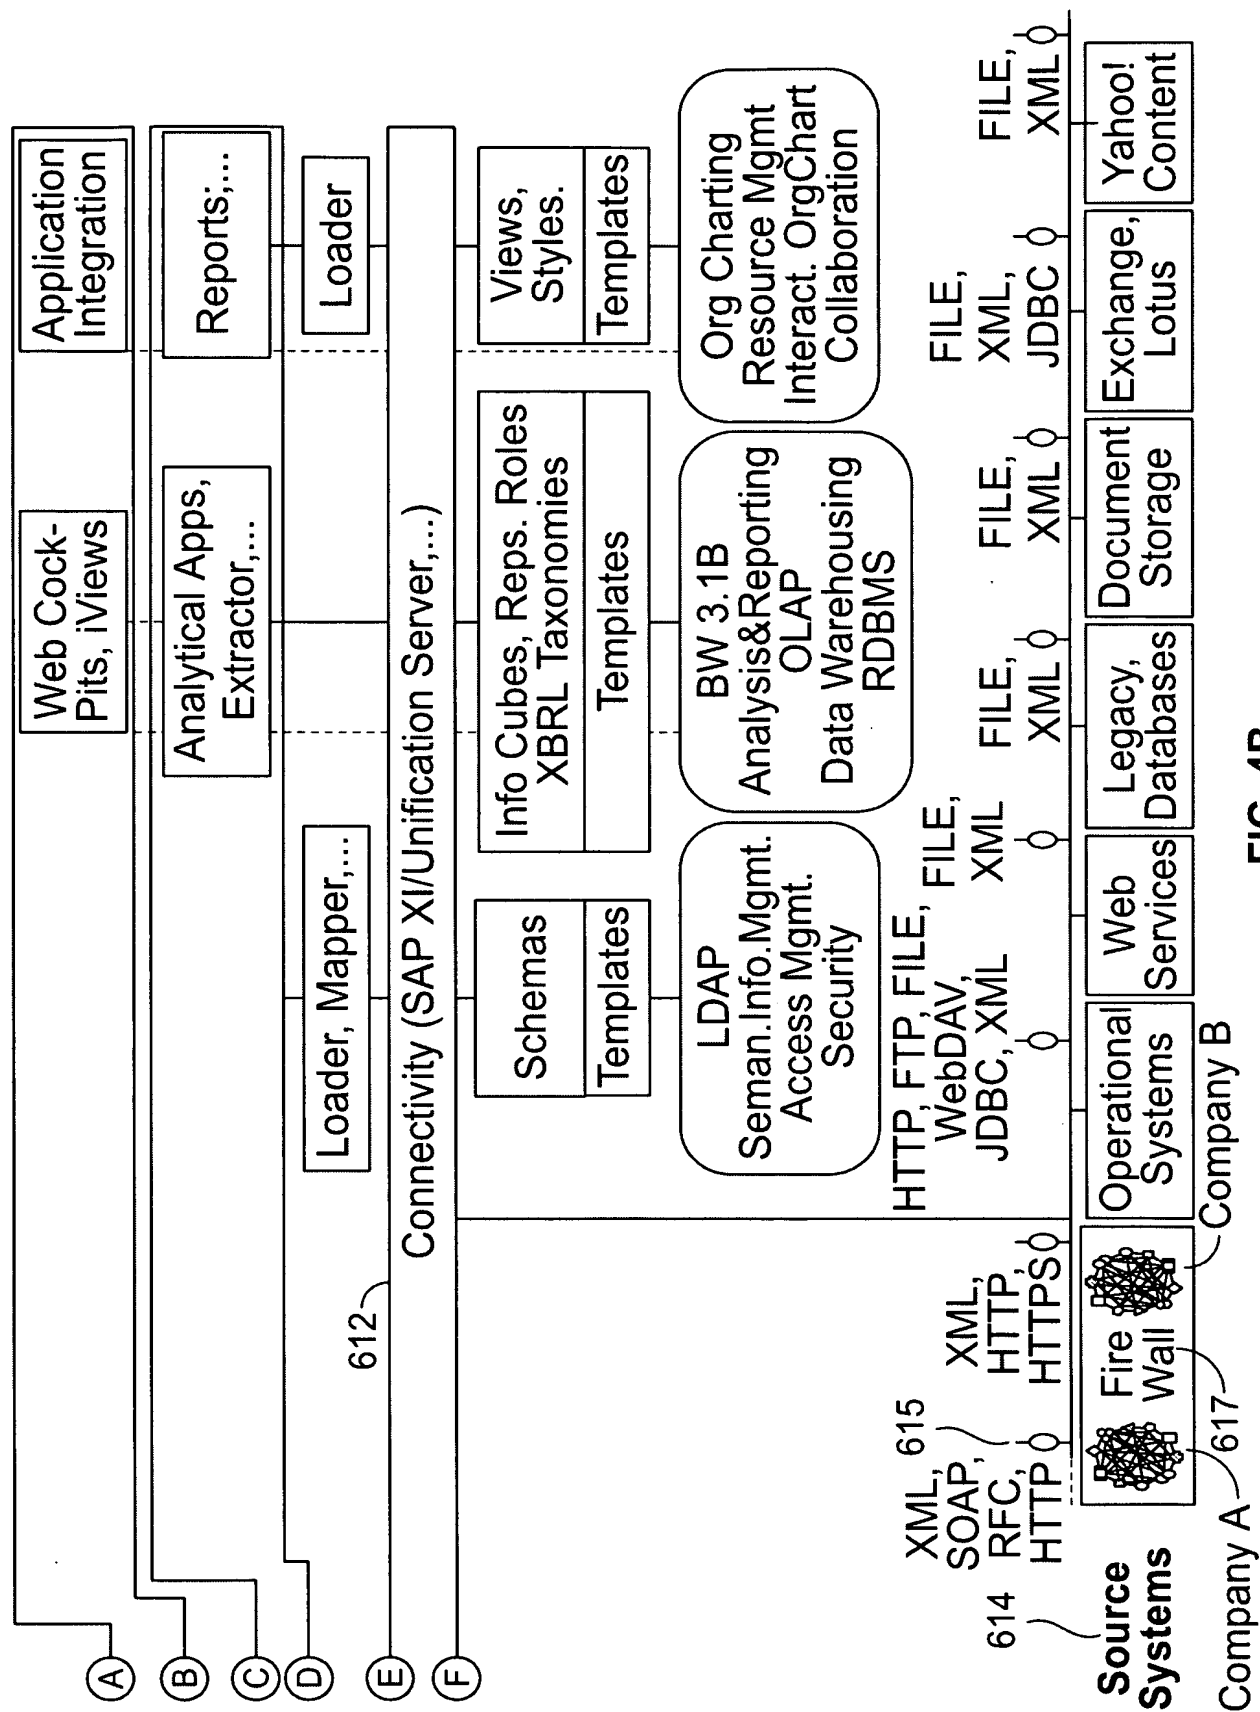 A
B
C
D
E
F
Web Cock-
Pits, iViews
Application
Integration
Analytical Apps,
Extractor,...
Reports;...
Loader, Mapper,...
Loader
612
Connectivity (SAP XI/Unification Server,...)
Schemas
Templates
Info Cubes, Reps. Roles
XBRL Taxonomies
Templates
Views,
Styles.
Templates
LDAP
Seman.Info.Mgmt.
Access Mgmt.
Security
BW 3.1B
Analysis&Reporting
OLAP
Data Warehousing
RDBMS
Org Charting
Resource Mgmt
Interact. OrgChart
Collaboration
614
XML,
SOAP,
RFC,
HTTP
615
XML,
HTTP,
HTTPS
HTTP, FTP, FILE,
WebDAV,
JDBC, XML
FILE,
XML
FILE,
XML
FILE,
XML
FILE,
XML,
JDBC
FILE,
XML
Source
Systems
Fire
Wall
Operational
Systems
Web
Services
Legacy,
Databases
Document
Storage
Exchange,
Lotus
Yahoo!
Content
Company A
617
Company B
FIG. 4B